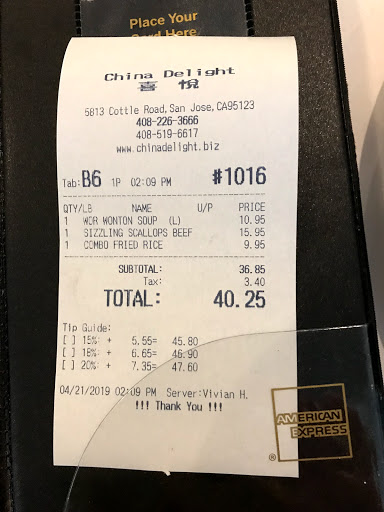 Place Your
Card Here
China Delight
喜 悦
5813 Cottle Road, San Jose, CA95123
408-226-3666
408-519-6617
www.chinadelight.biz
Tab: B6 1P 02:09 PM #1016
QTY/LB NAME U/P PRICE
1 WOR WONTON SOUP (L) 10.95
1 SIZZLING SCALLOPS BEEF 15.95
1 COMBO FRIED RICE 9.95
SUBTOTAL: 36.85
Tax: 3.40
TOTAL: 40.25
Tip Guide:
[ ] 15%: + 5.55= 45.80
[ ] 18%: + 6.65= 46.90
[ ] 20%: + 7.35= 47.60
04/21/2019 02:09 PM Server:Vivian H.
!!! Thank You !!!
AMERICAN
EXPRESS
®